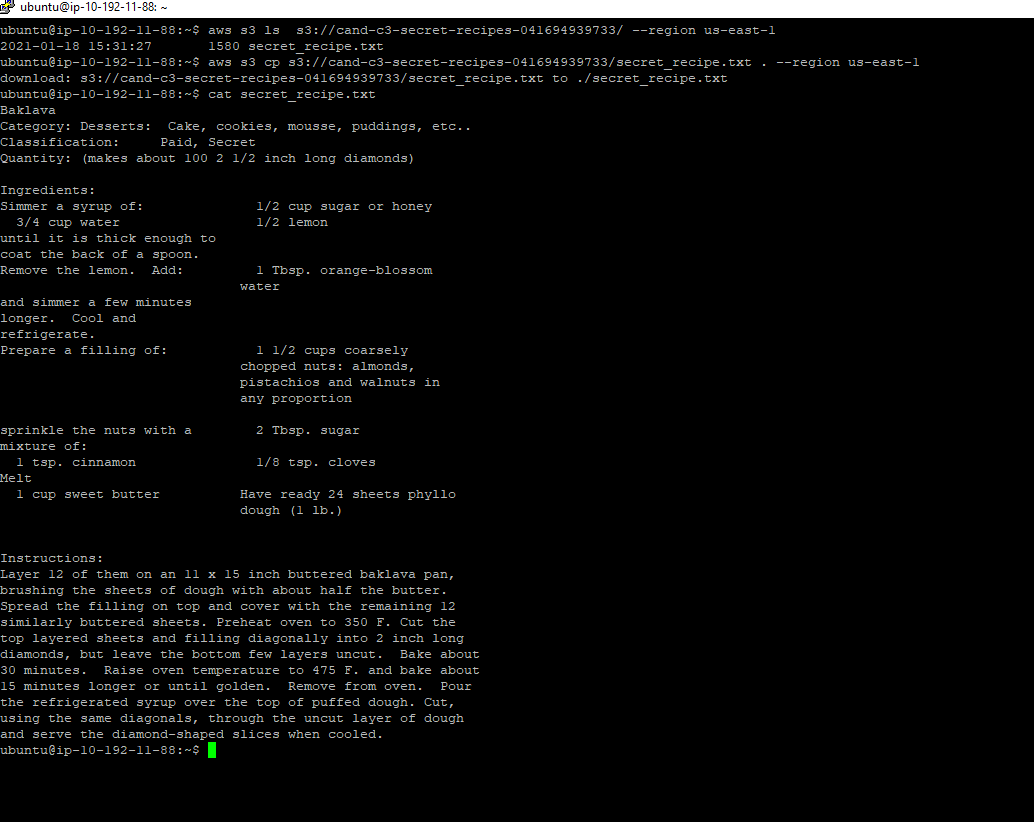 ubuntu@ip-10-192-11-88: ~
ubuntu@ip-10-192-11-88:~$ aws s3 ls  s3://cand-c3-secret-recipes-041694939733/ --region us-east-1
2021-01-18 15:31:27       1580 secret_recipe.txt
ubuntu@ip-10-192-11-88:~$ aws s3 cp s3://cand-c3-secret-recipes-041694939733/secret_recipe.txt . --region us-east-1
download: s3://cand-c3-secret-recipes-041694939733/secret_recipe.txt to ./secret_recipe.txt
ubuntu@ip-10-192-11-88:~$ cat secret_recipe.txt
Baklava
Category: Desserts:  Cake, cookies, mousse, puddings, etc..
Classification:     Paid, Secret
Quantity: (makes about 100 2 1/2 inch long diamonds)

Ingredients:
Simmer a syrup of:              1/2 cup sugar or honey
  3/4 cup water                 1/2 lemon
until it is thick enough to
coat the back of a spoon.
Remove the lemon.  Add:         1 Tbsp. orange-blossom
                              water
and simmer a few minutes
longer.  Cool and
refrigerate.
Prepare a filling of:           1 1/2 cups coarsely
                              chopped nuts: almonds,
                              pistachios and walnuts in
                              any proportion

sprinkle the nuts with a        2 Tbsp. sugar
mixture of:
  1 tsp. cinnamon               1/8 tsp. cloves
Melt
  1 cup sweet butter          Have ready 24 sheets phyllo
                              dough (1 lb.)

Instructions:
Layer 12 of them on an 11 x 15 inch buttered baklava pan,
brushing the sheets of dough with about half the butter.
Spread the filling on top and cover with the remaining 12
similarly buttered sheets. Preheat oven to 350 F. Cut the
top layered sheets and filling diagonally into 2 inch long
diamonds, but leave the bottom few layers uncut.  Bake about
30 minutes.  Raise oven temperature to 475 F. and bake about
15 minutes longer or until golden.  Remove from oven.  Pour
the refrigerated syrup over the top of puffed dough. Cut,
using the same diagonals, through the uncut layer of dough
and serve the diamond-shaped slices when cooled.
ubuntu@ip-10-192-11-88:~$